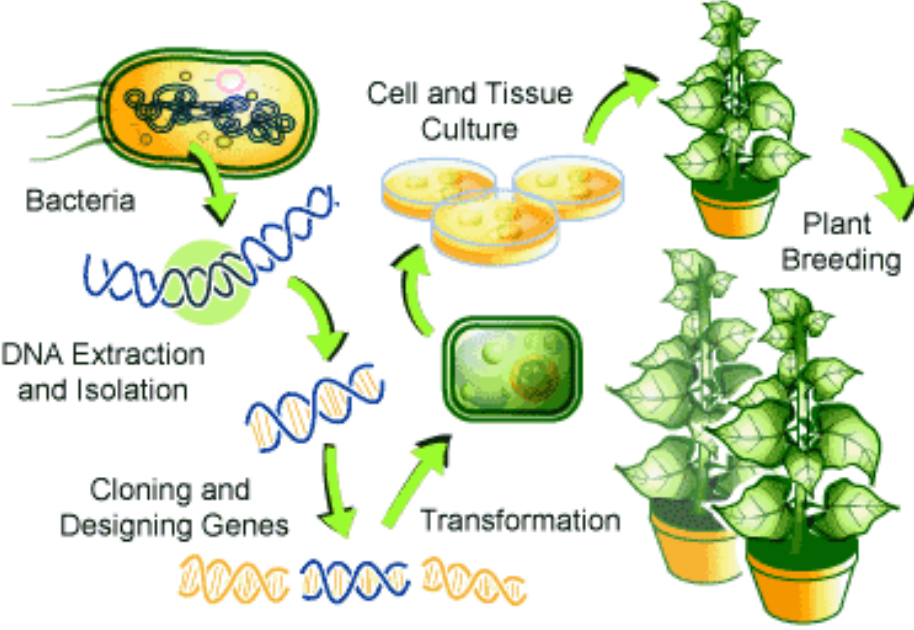 Bacteria
DNA Extraction
and Isolation
Cloning and
Designing Genes
Transformation
Cell and Tissue
Culture
Plant
Breeding